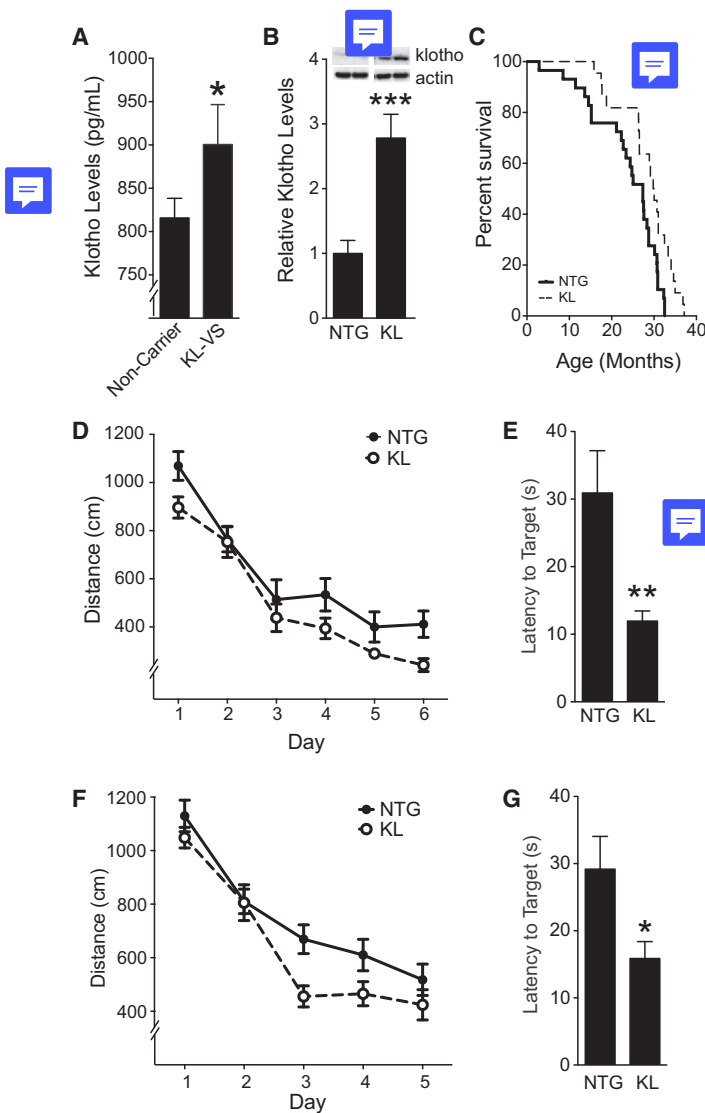 A
Klotho Levels (pg/mL)
1000
950
900
850
800
750
*
Non-Carrier
KL-VS
B
Relative Klotho Levels
4
3
2
1
0
klotho
actin
***
NTG
KL
C
Percent survival
100
80
60
40
20
0
NTG
KL
0 10 20 30 40
Age (Months)
D
Distance (cm)
1200
1000
800
600
400
NTG
KL
1 2 3 4 5 6
Day
E
Latency to Target (s)
40
30
20
10
0
**
NTG KL
F
Distance (cm)
1200
1000
800
600
400
NTG
KL
1 2 3 4 5
Day
G
Latency to Target (s)
40
30
20
10
0
*
NTG KL